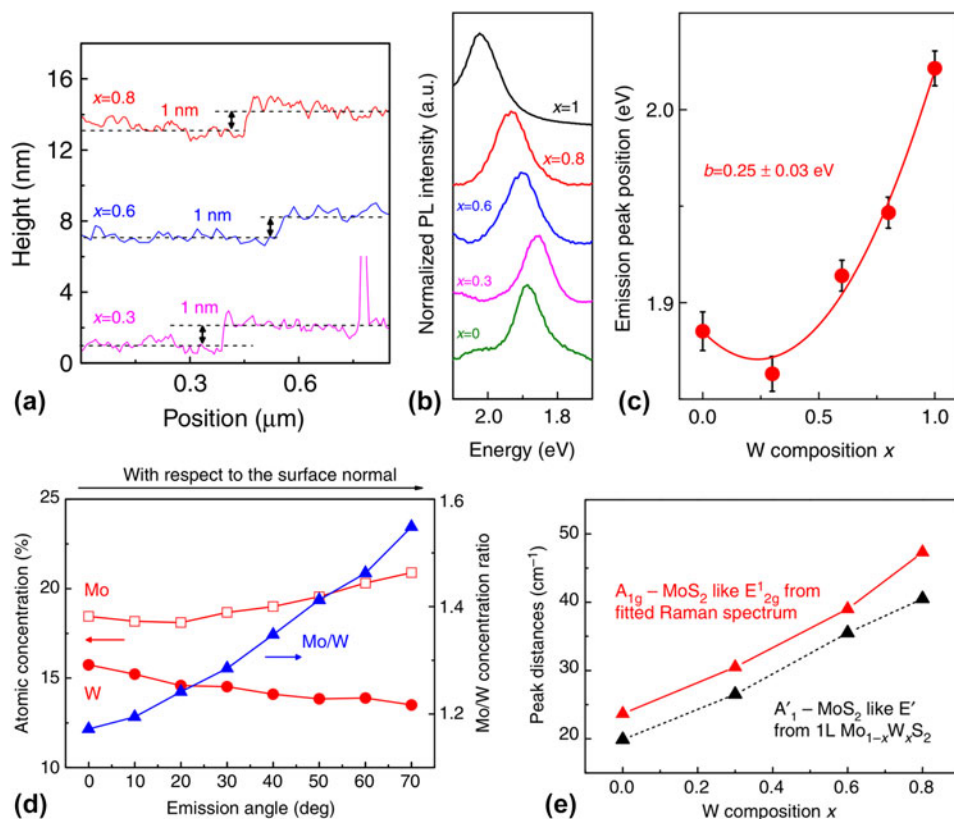 16
12
8
4
0
Height (nm)
x=0.8
1 nm
x=0.6
1 nm
x=0.3
1 nm
0.3
0.6
Position (μm)
(a)
Normalized PL intensity (a.u.)
x=1
x=0.8
x=0.6
x=0.3
x=0
2.0
1.8
Energy (eV)
(b)
Emission peak position (eV)
2.0
1.9
b=0.25 ± 0.03 eV
0.0
0.5
1.0
W composition x
(c)
With respect to the surface normal
25
20
15
10
Atomic concentration (%)
Mo
W
Mo/W
1.6
1.4
1.2
Mo/W concentration ratio
0 10 20 30 40 50 60 70
Emission angle (deg)
(d)
50
40
30
20
Peak distances (cm⁻¹)
A₁g – MoS₂ like E¹₂g from
fitted Raman spectrum
A′₁ – MoS₂ like E′
from 1L Mo₁₋ₓWₓS₂
0.0 0.2 0.4 0.6 0.8
W composition x
(e)